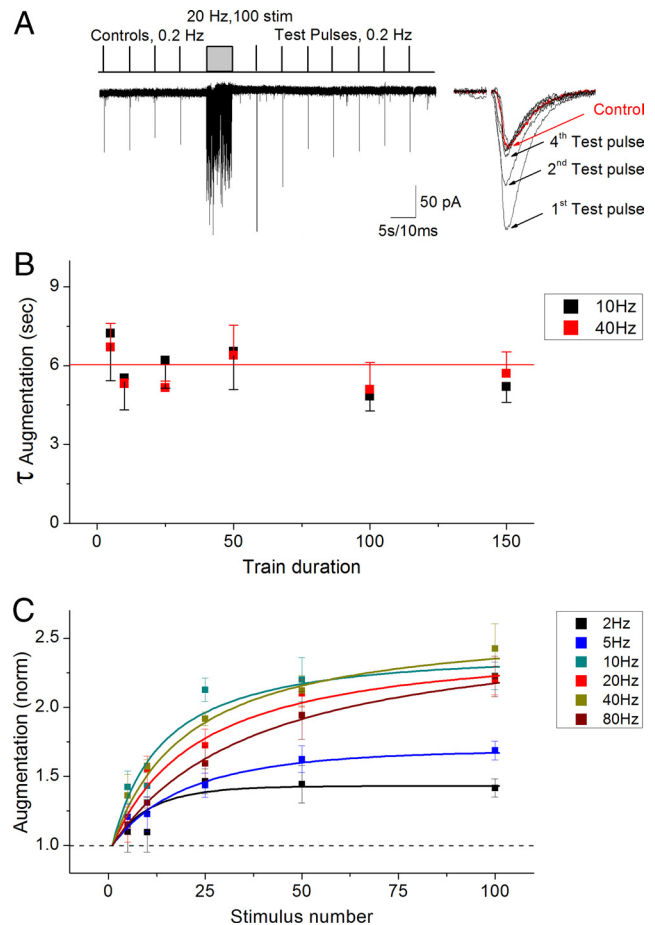 A
20 Hz,100 stim
Controls, 0.2 Hz
Test Pulses, 0.2 Hz
Control
4th Test pulse
2nd Test pulse
1st Test pulse
50 pA
5s/10ms
B
τ Augmentation (sec)
9
6
3
0
0 50 100 150
Train duration
10Hz
40Hz
C
Augmentation (norm)
2.5
2.0
1.5
1.0
0 25 50 75 100
Stimulus number
2Hz
5Hz
10Hz
20Hz
40Hz
80Hz